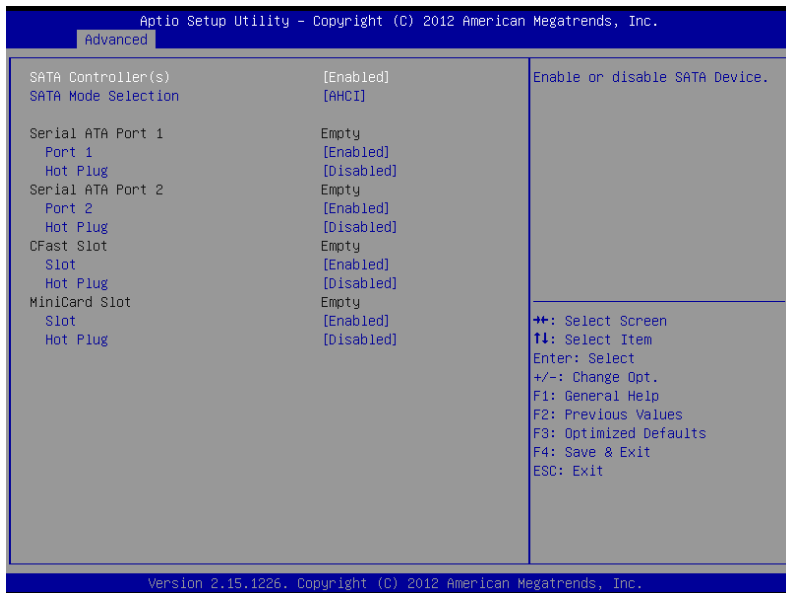 Aptio Setup Utility – Copyright (C) 2012 American Megatrends, Inc.
Advanced
SATA Controller(s) [Enabled]
SATA Mode Selection [AHCI]
Serial ATA Port 1 Empty
Port 1 [Enabled]
Hot Plug [Disabled]
Serial ATA Port 2 Empty
Port 2 [Enabled]
Hot Plug [Disabled]
CFast Slot Empty
Slot [Enabled]
Hot Plug [Disabled]
MiniCard Slot Empty
Slot [Enabled]
Hot Plug [Disabled]
Enable or disable SATA Device.
→←: Select Screen
↑↓: Select Item
Enter: Select
+/-: Change Opt.
F1: General Help
F2: Previous Values
F3: Optimized Defaults
F4: Save & Exit
ESC: Exit
Version 2.15.1226. Copyright (C) 2012 American Megatrends, Inc.